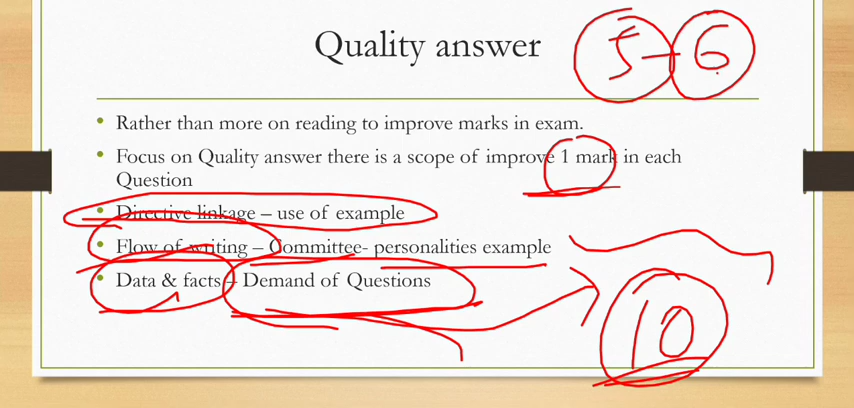 Quality answer
5 - 6
Rather than more on reading to improve marks in exam.
Focus on Quality answer there is a scope of improve 1 mark in each
Question
Directive linkage – use of example
Flow of writing – Committee- personalities example
Data & facts – Demand of Questions
10